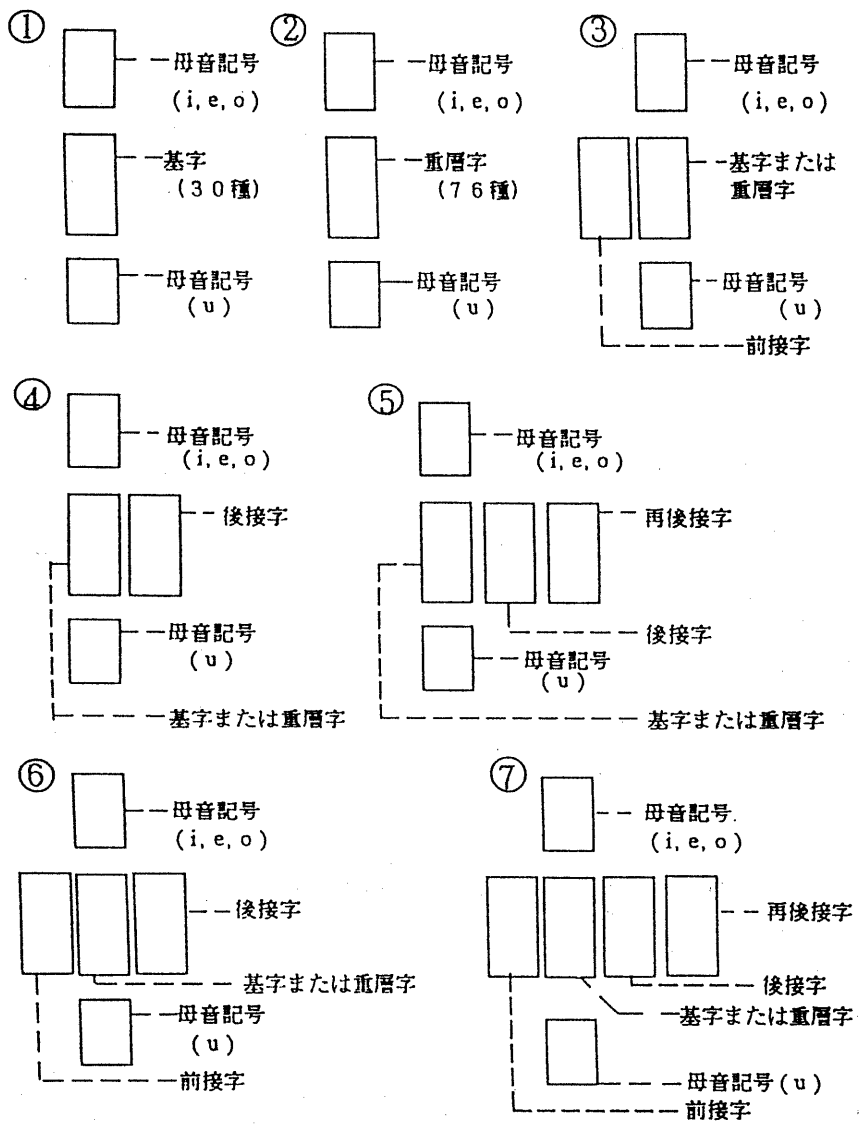 ①
母音記号
(i, e, o)
基字
(30種)
母音記号
(u)
②
母音記号
(i, e, o)
重層字
(76種)
母音記号
(u)
③
母音記号
(i, e, o)
基字または
重層字
母音記号
(u)
前接字
④
母音記号
(i, e, o)
後接字
母音記号
(u)
基字または重層字
⑤
母音記号
(i, e, o)
再後接字
後接字
母音記号
(u)
基字または重層字
⑥
母音記号
(i, e, o)
後接字
基字または重層字
母音記号
(u)
前接字
⑦
母音記号
(i, e, o)
再後接字
後接字
基字または重層字
母音記号(u)
前接字